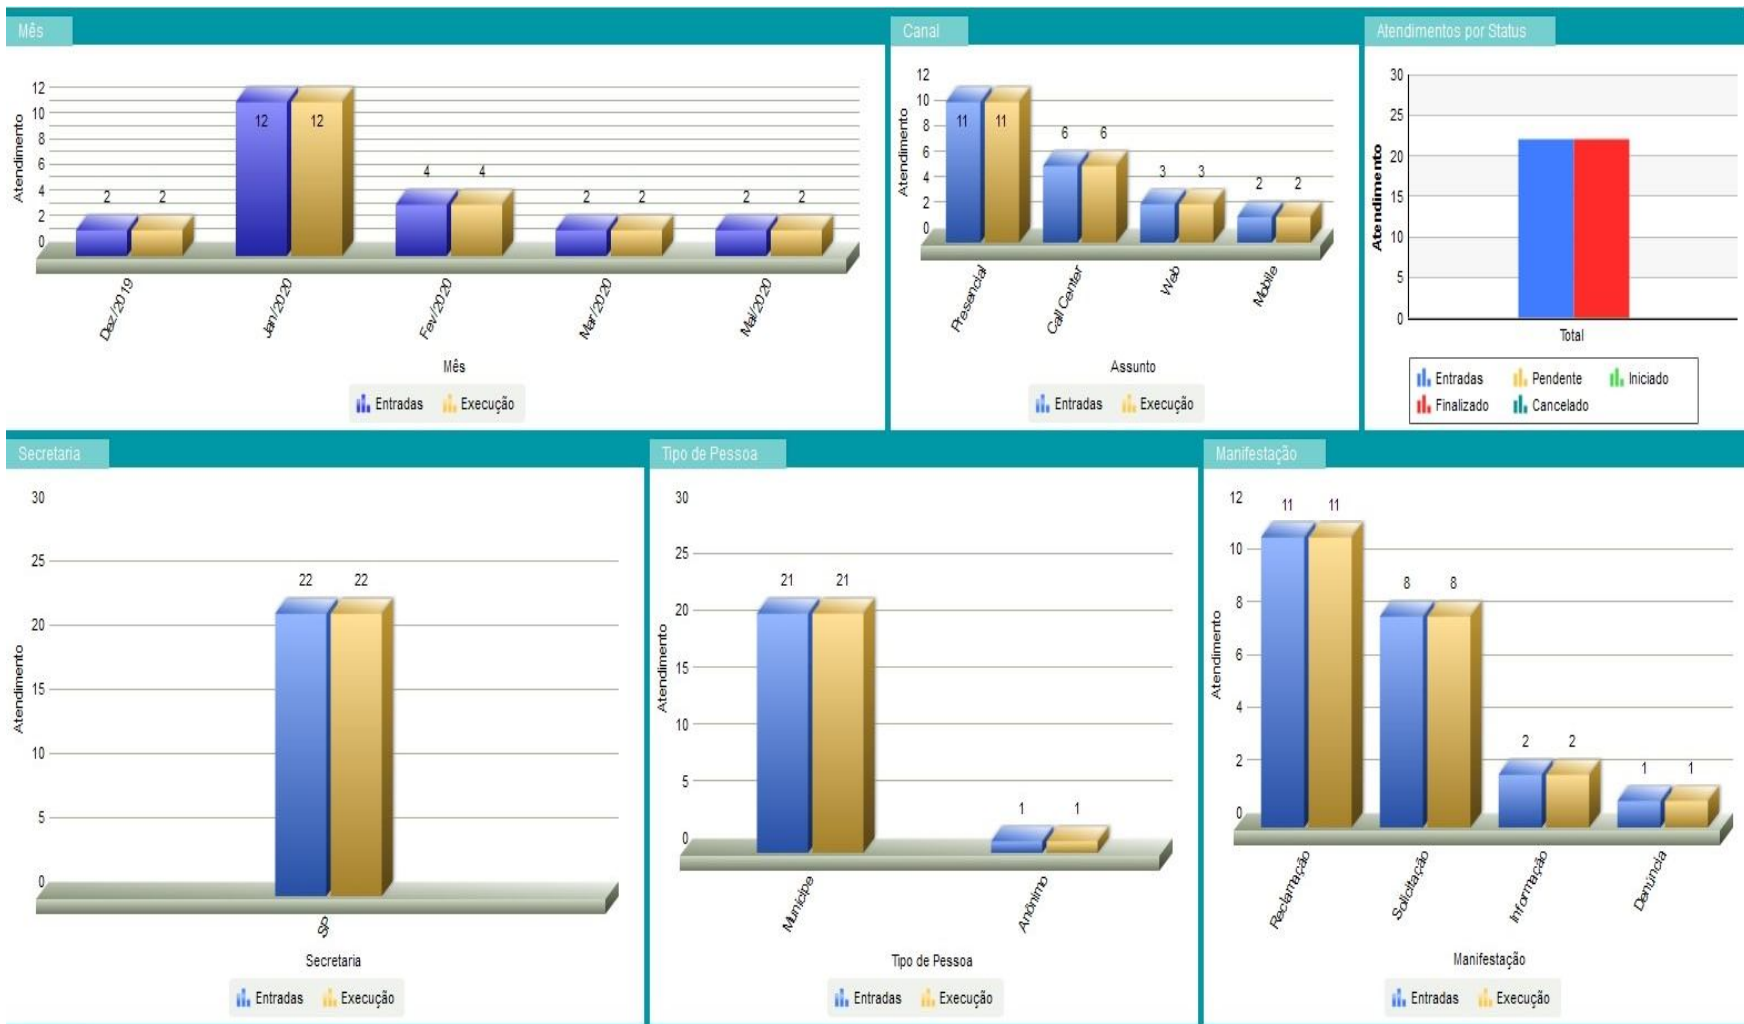 Mês
12
10
8
6
4
2
0
Atendimento
2 2
12 12
4 4
2 2
2 2
Dez/2019
Jan/2020
Fev/2020
Mar/2020
Mai/2020
Mês
Entradas Execução
Canal
12
10
8
6
4
2
0
Atendimento
11 11
6 6
3 3
2 2
Presencial
Call Center
Web
Mobile
Assunto
Entradas Execução
Atendimentos por Status
30
25
20
15
10
5
0
Atendimento
Total
Entradas Pendente Iniciado
Finalizado Cancelado
Secretaria
30
25
20
15
10
5
0
Atendimento
22 22
SP
Secretaria
Entradas Execução
Tipo de Pessoa
30
25
20
15
10
5
0
Atendimento
21 21
1 1
Munícipe
Anônimo
Tipo de Pessoa
Entradas Execução
Manifestação
12
10
8
6
4
2
0
Atendimento
11 11
8 8
2 2
1 1
Reclamação
Solicitação
Informação
Denúncia
Manifestação
Entradas Execução